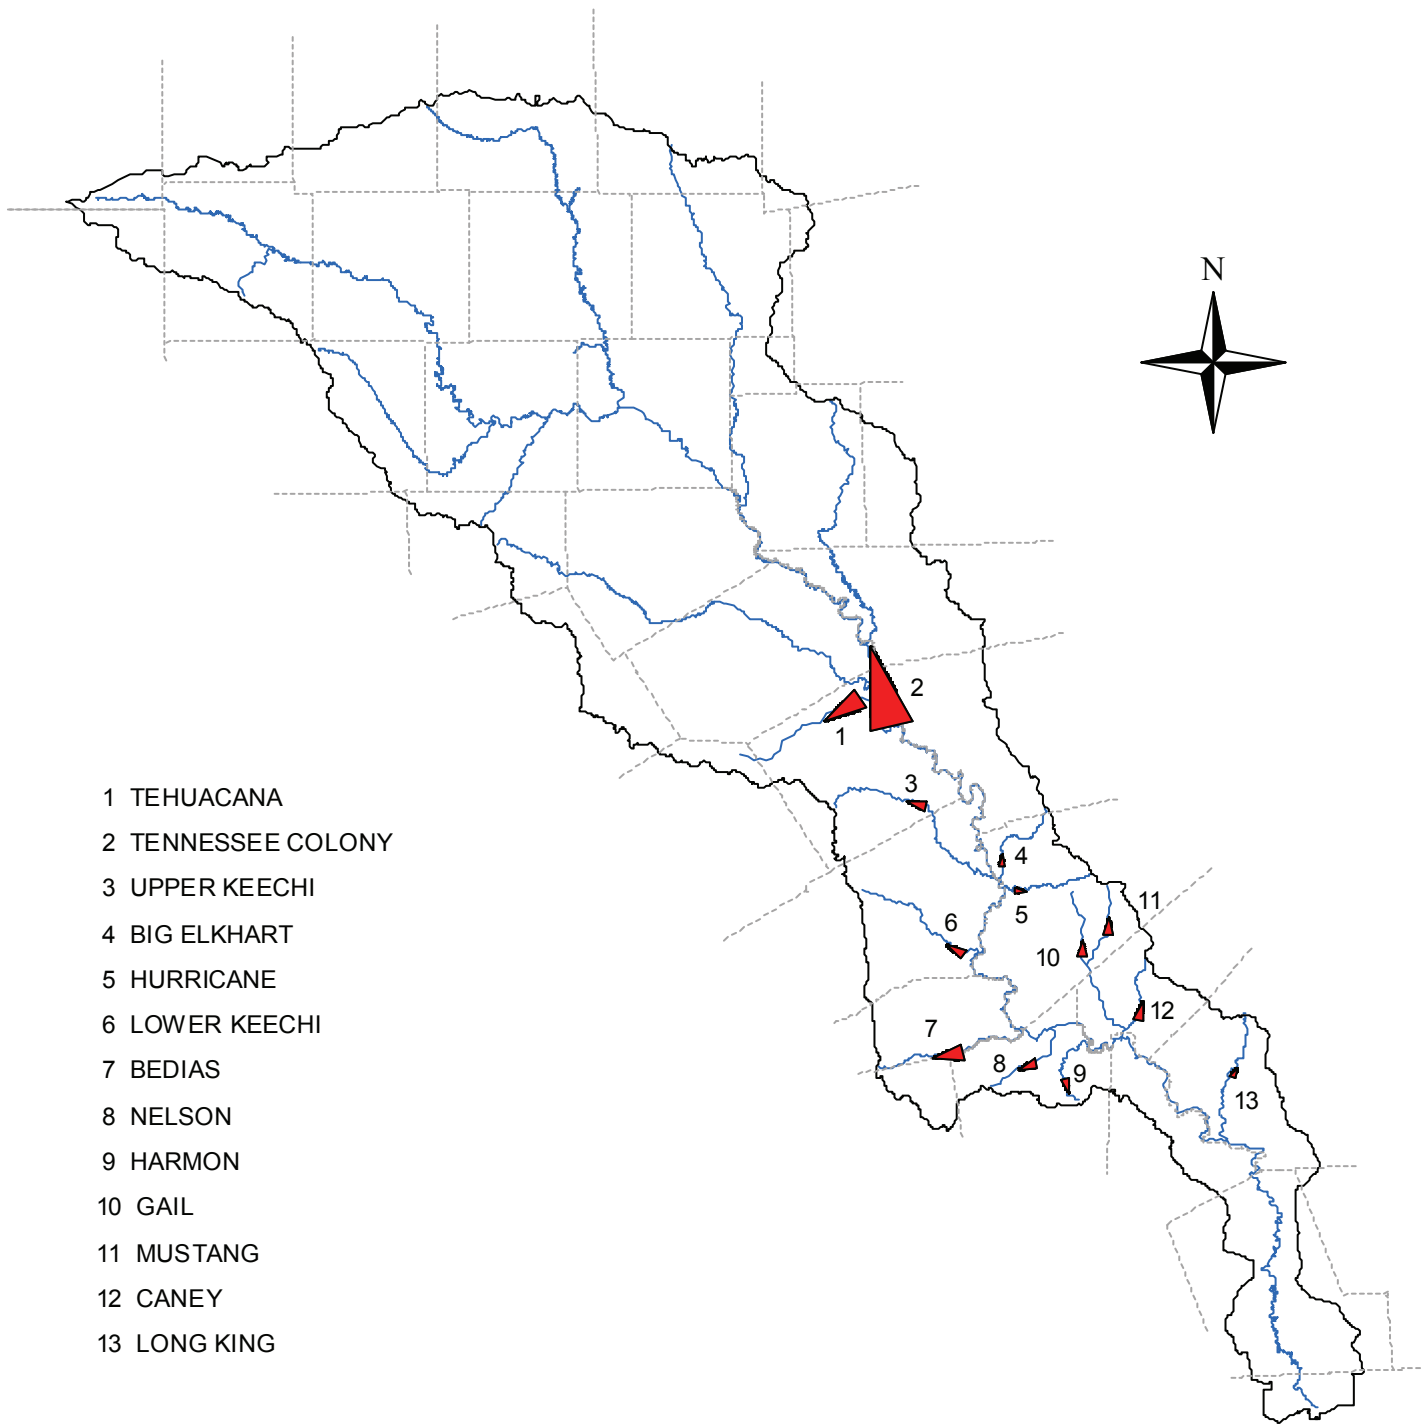 N
2
1
3
4
5
11
6
10
12
7
8
9
13
1 TEHUACANA
2 TENNESSEE COLONY
3 UPPER KEECHI
4 BIG ELKHART
5 HURRICANE
6 LOWER KEECHI
7 BEDIAS
8 NELSON
9 HARMON
10 GAIL
11 MUSTANG
12 CANEY
13 LONG KING